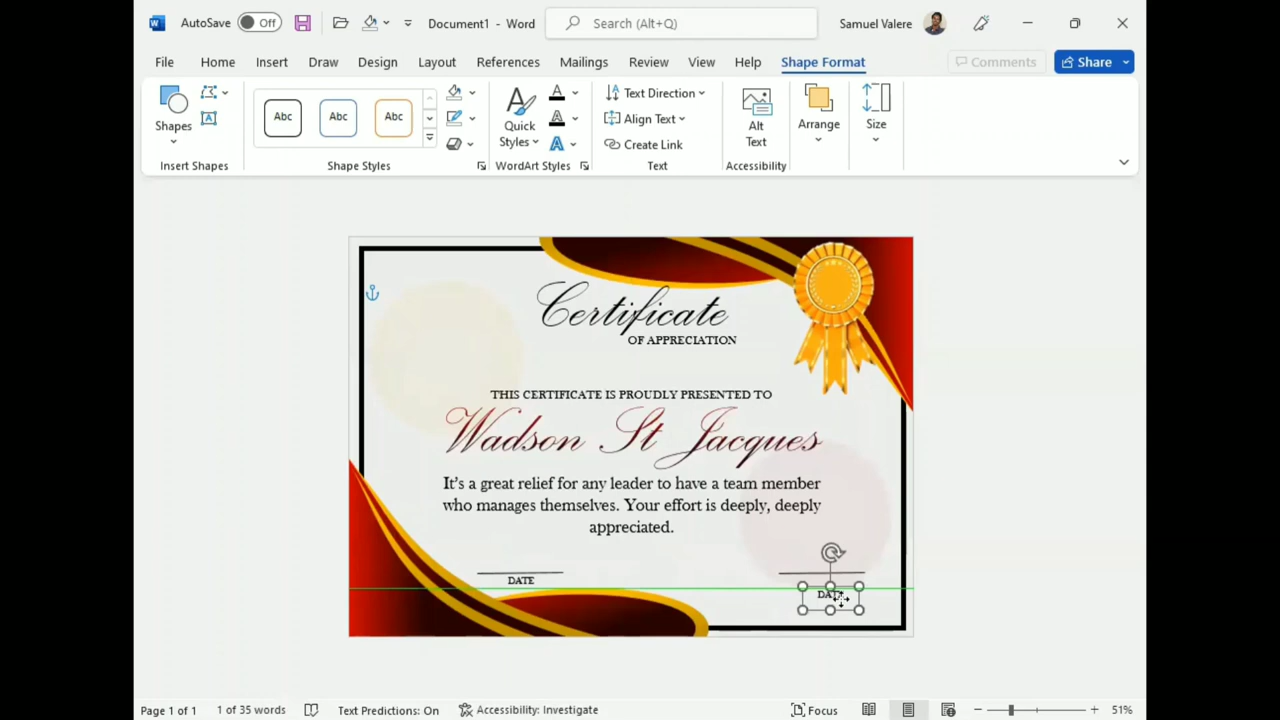 AutoSave Off Document1 - Word Search (Alt+Q) Samuel Valere
File Home Insert Draw Design Layout References Mailings Review View Help Shape Format Comments Share
Shapes
Insert Shapes
Abc Abc Abc
Shape Styles
Quick Styles
WordArt Styles
Text Direction
Align Text
Create Link
Text
Alt Text
Accessibility
Arrange
Size
Certificate
OF APPRECIATION
THIS CERTIFICATE IS PROUDLY PRESENTED TO
Wadson St Jacques
It's a great relief for any leader to have a team member
who manages themselves. Your effort is deeply, deeply
appreciated.
DATE
DATE
Page 1 of 1 1 of 35 words Text Predictions: On Accessibility: Investigate Focus 51%